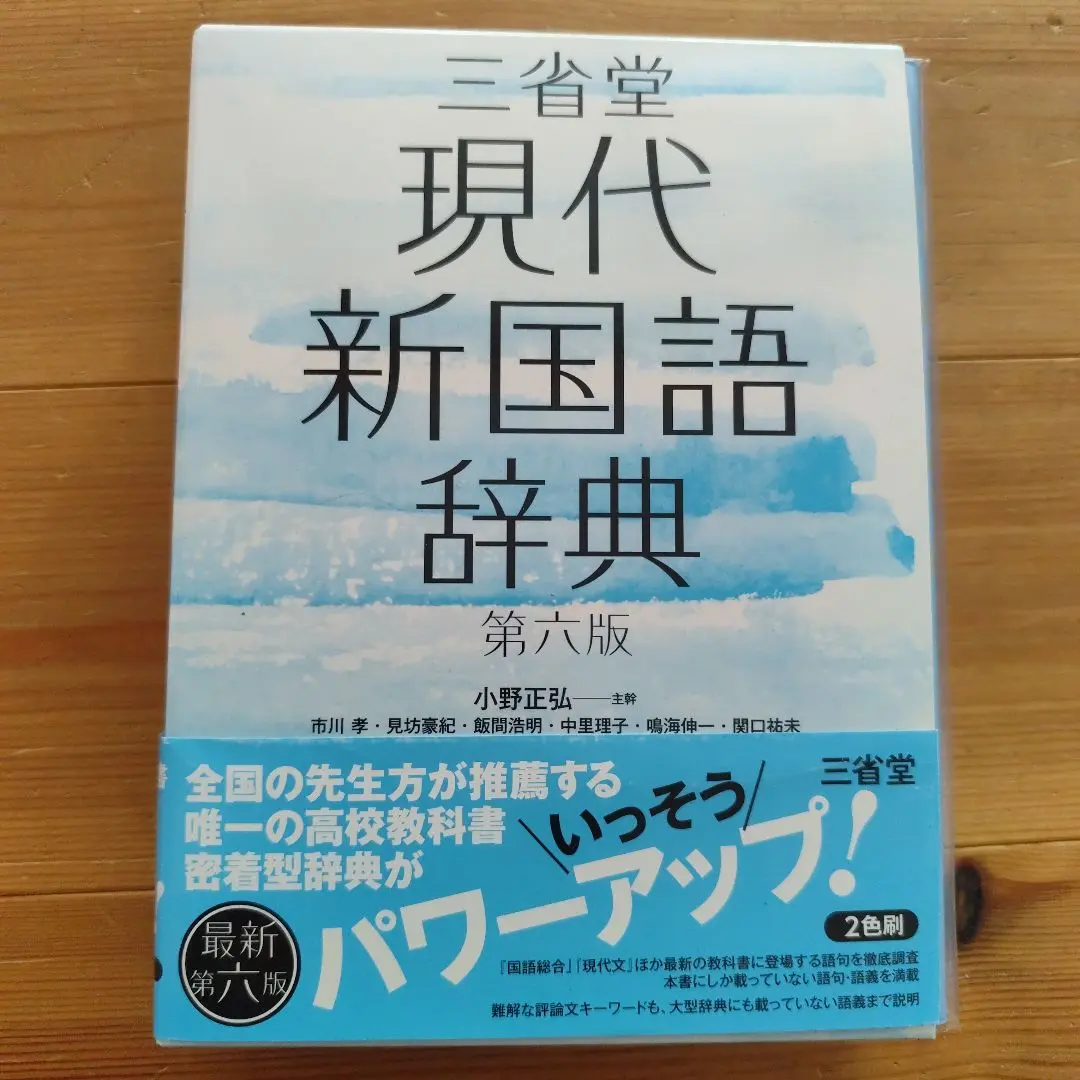 三省堂
現代
新国語
辞典
第六版
小野正弘——主幹
市川 孝・見坊豪紀・飯間浩明・中里理子・鳴海伸一・関口祐未
三省堂
全国の先生方が推薦する
唯一の高校教科書
密着型辞典が
いっそう
パワーアップ!
最新
第六版
2色刷
『国語総合』『現代文』ほか最新の教科書に登場する語句を徹底調査
本書にしか載っていない語句・語義を満載
難解な評論文キーワードも、大型辞典にも載っていない語義まで説明